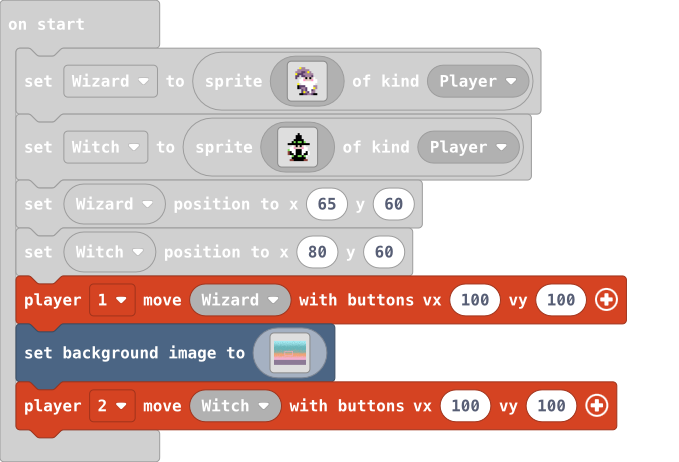 on start
set Wizard to sprite of kind Player
set Witch to sprite of kind Player
set Wizard position to x 65 y 60
set Witch position to x 80 y 60
player 1 move Wizard with buttons vx 100 vy 100
set background image to
player 2 move Witch with buttons vx 100 vy 100